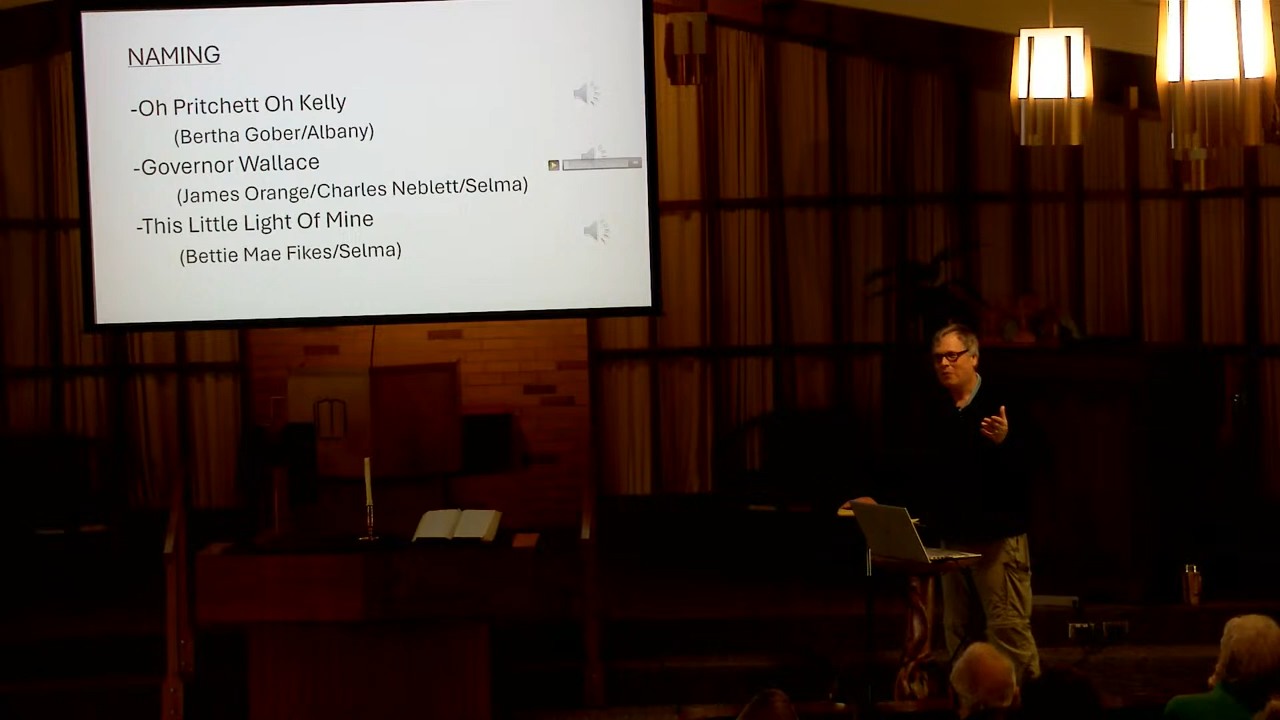 NAMING
-Oh Pritchett Oh Kelly
(Bertha Gober/Albany)
-Governor Wallace
(James Orange/Charles Neblett/Selma)
-This Little Light Of Mine
(Bettie Mae Fikes/Selma)